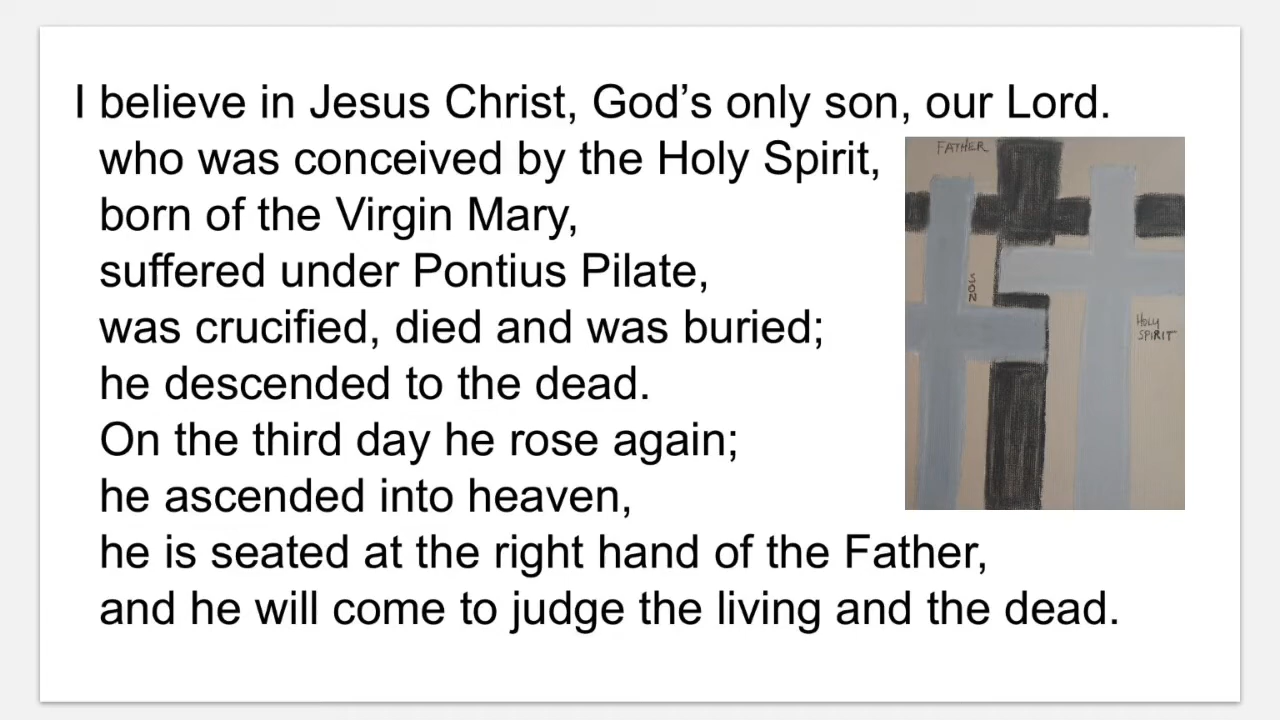 I believe in Jesus Christ, God’s only son, our Lord.
who was conceived by the Holy Spirit,
born of the Virgin Mary,
suffered under Pontius Pilate,
was crucified, died and was buried;
he descended to the dead.
On the third day he rose again;
he ascended into heaven,
he is seated at the right hand of the Father,
and he will come to judge the living and the dead.
FATHER
SON
HOLY
SPIRIT